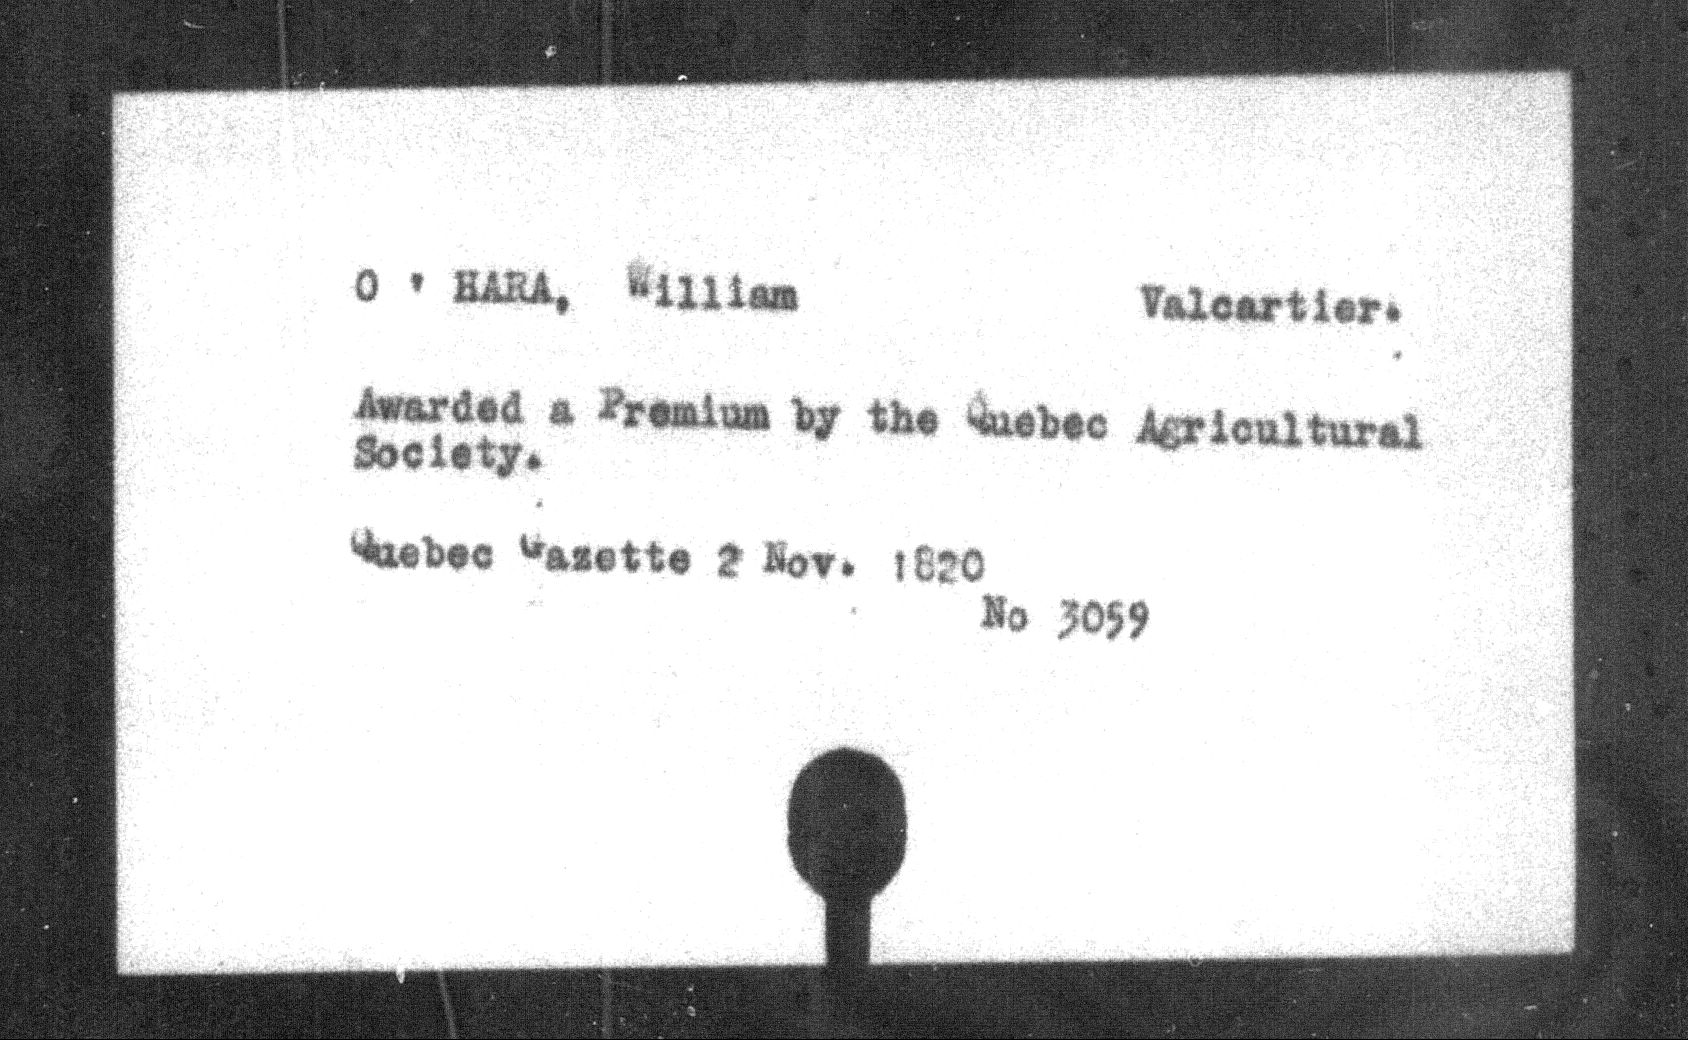 O ' HARA, William Valcartier.
Awarded a Premium by the Quebec Agricultural
Society.
Quebec Gazette 2 Nov. 1820
No 3059